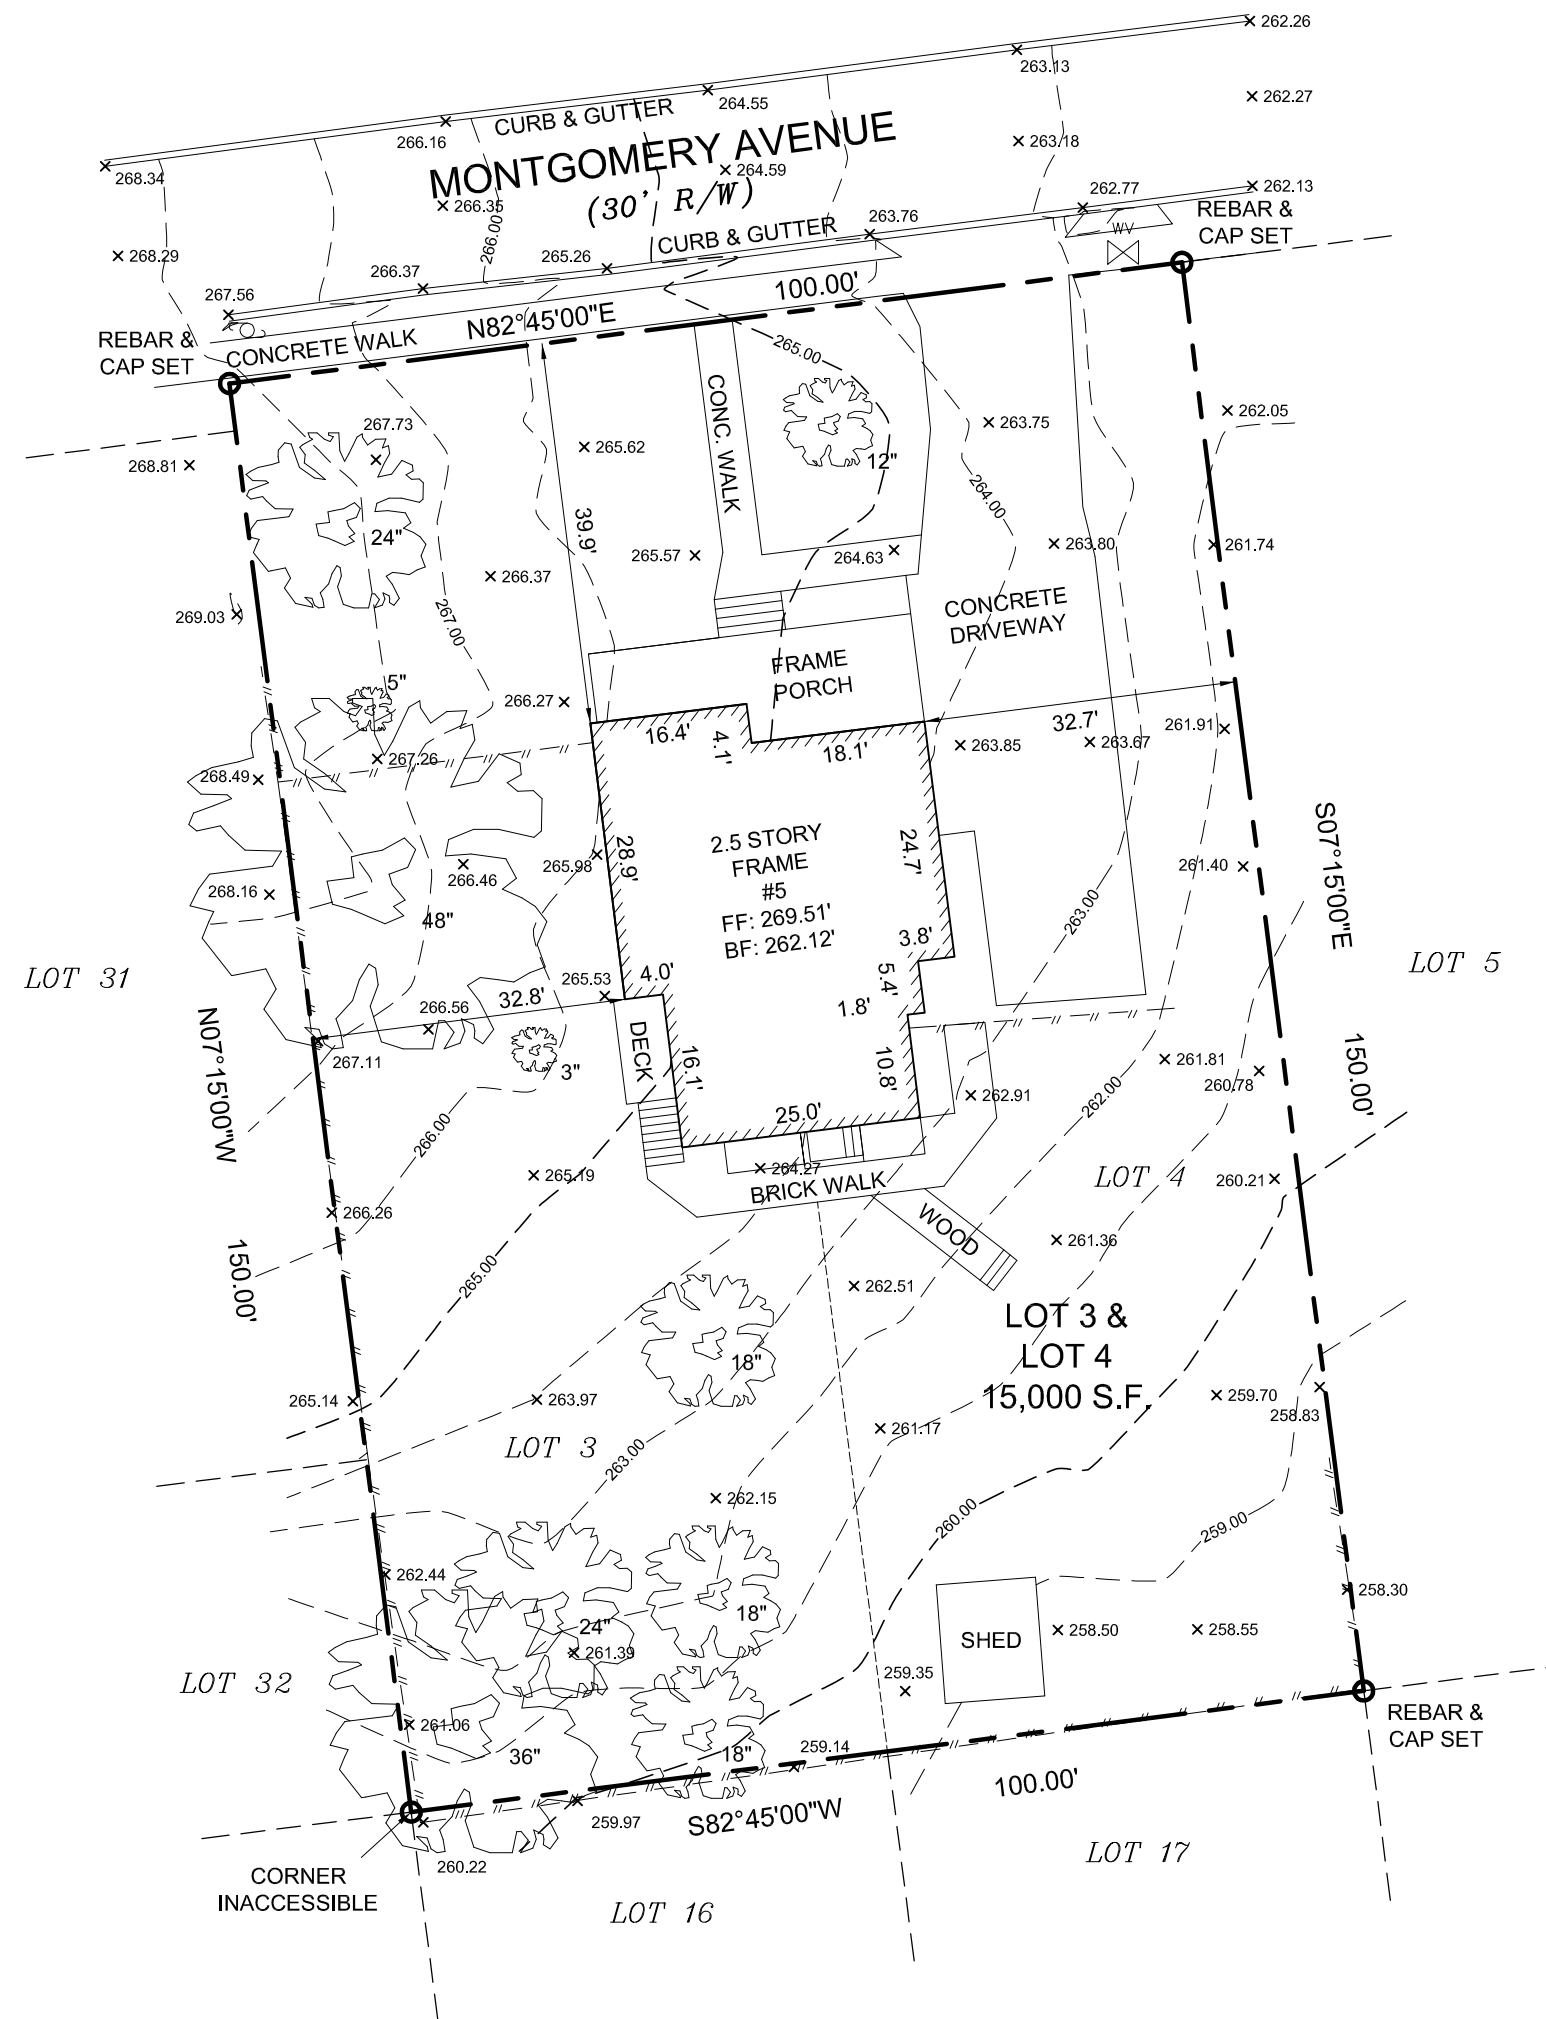 262.26
263.13
262.27
264.55
CURB & GUTTER
266.16
MONTGOMERY AVENUE
263.18
268.34
264.59
(30' R/W)
262.77
262.13
266.35
REBAR &
CAP SET
263.76
WV
CURB & GUTTER
266.00
268.29
265.26
266.37
100.00'
267.56
N82°45'00"E
REBAR &
CAP SET
CONCRETE WALK
265.00
CONC. WALK
262.05
263.75
267.73
265.62
268.81
12"
264.00
24"
39.9'
265.57
264.63
263.80
261.74
266.37
269.03
267.00
CONCRETE
DRIVEWAY
FRAME
PORCH
5"
266.27
16.4'
4.1'
18.1'
32.7'
261.91
263.85
263.67
267.26
268.49
S07°15'00"E
2.5 STORY
FRAME
#5
FF: 269.51'
BF: 262.12'
28.9'
24.7'
265.98
266.46
261.40
268.16
48"
263.00
3.8'
LOT 31
LOT 5
265.53
4.0'
5.4'
32.8'
1.8'
266.56
N07°15'00"W
DECK
16.1'
10.8'
267.11
3"
261.81
260.78
150.00'
262.91
262.00
25.0'
266.00
265.19
264.27
BRICK WALK
LOT 4
260.21
266.26
WOOD
261.36
150.00'
265.00
262.51
LOT 3 &
LOT 4
15,000 S.F.
18"
265.14
263.97
259.70
258.83
261.17
LOT 3
263.00
262.15
260.00
259.00
262.44
258.30
24"
18"
SHED
258.50
258.55
261.39
LOT 32
259.35
261.06
36"
18"
259.14
REBAR &
CAP SET
100.00'
259.97
S82°45'00"W
260.22
LOT 17
CORNER
INACCESSIBLE
LOT 16